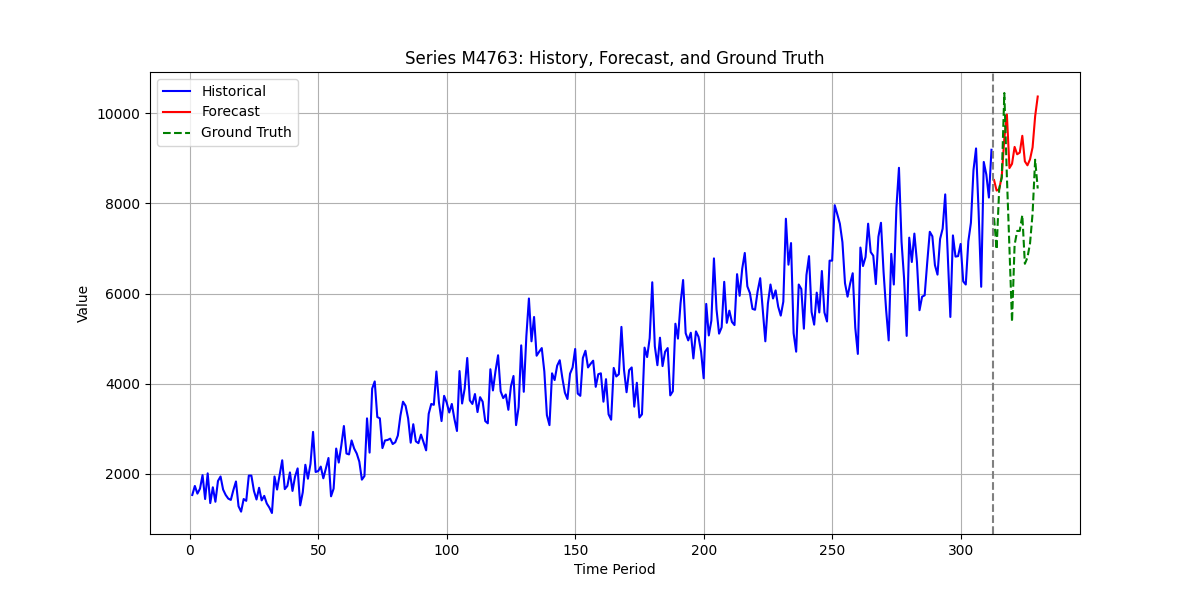 Series M4763: History, Forecast, and Ground Truth
Historical
Forecast
Ground Truth
10000
8000
6000
4000
2000
Value
0 50 100 150 200 250 300
Time Period